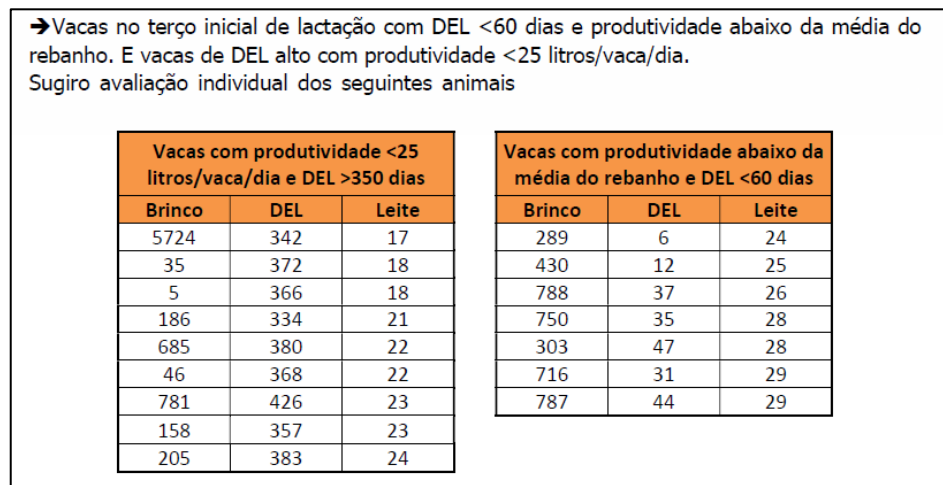 ➔Vacas no terço inicial de lactação com DEL <60 dias e produtividade abaixo da média do
rebanho. E vacas de DEL alto com produtividade <25 litros/vaca/dia.
Sugiro avaliação individual dos seguintes animais
Vacas com produtividade <25
litros/vaca/dia e DEL >350 dias
Brinco DEL Leite
5724 342 17
35 372 18
5 366 18
186 334 21
685 380 22
46 368 22
781 426 23
158 357 23
205 383 24
Vacas com produtividade abaixo da
média do rebanho e DEL <60 dias
Brinco DEL Leite
289 6 24
430 12 25
788 37 26
750 35 28
303 47 28
716 31 29
787 44 29